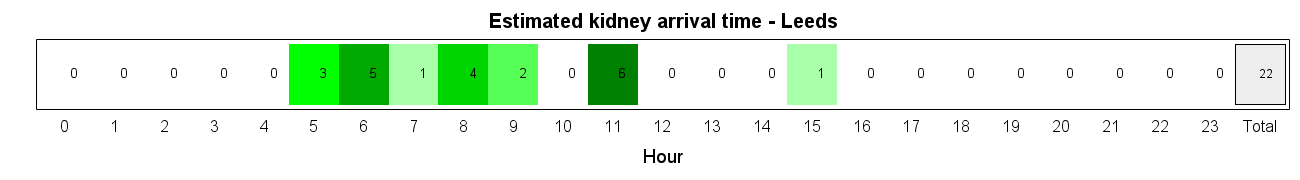 Estimated kidney arrival time - Leeds
0 0 0 0 0 3 5 1 4 2 0 6 0 0 0 1 0 0 0 0 0 0 0 0 22
0 1 2 3 4 5 6 7 8 9 10 11 12 13 14 15 16 17 18 19 20 21 22 23 Total
Hour